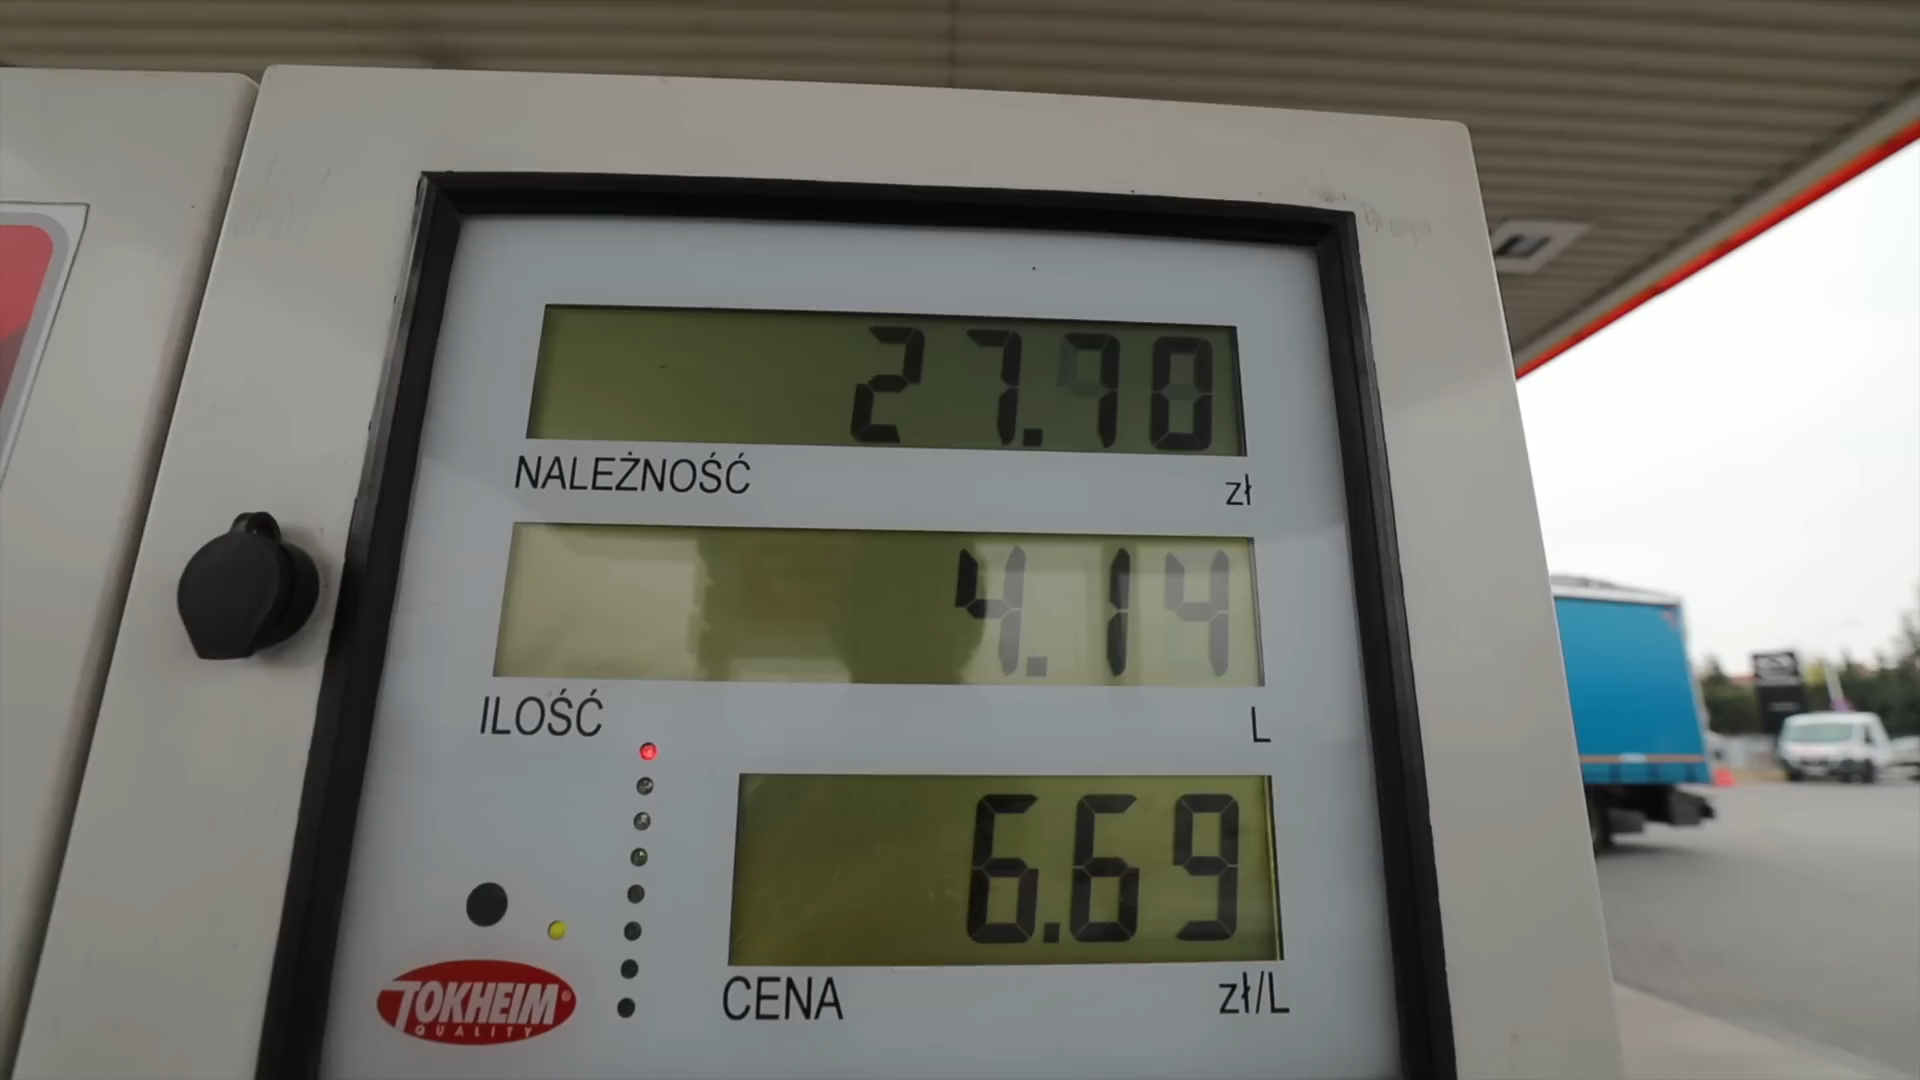 27.70
NALEŻNOŚĆ
zł
4.14
ILOŚĆ
L
6.69
CENA
zł/L
TOKHEIM®
QUALITY